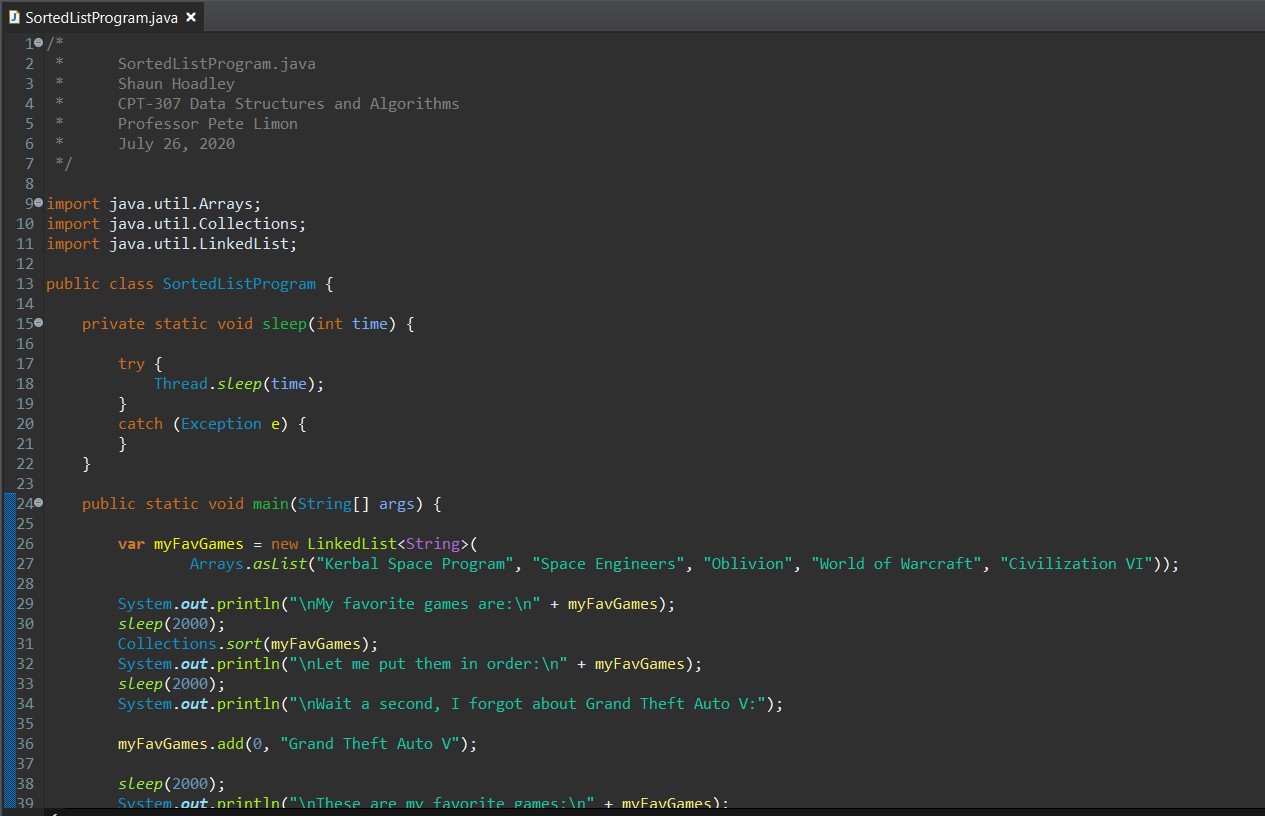 SortedListProgram.java
1 /*
2  *      SortedListProgram.java
3  *      Shaun Hoadley
4  *      CPT-307 Data Structures and Algorithms
5  *      Professor Pete Limon
6  *      July 26, 2020
7  */
8
9 import java.util.Arrays;
10 import java.util.Collections;
11 import java.util.LinkedList;
12
13 public class SortedListProgram {
14
15     private static void sleep(int time) {
16
17         try {
18             Thread.sleep(time);
19         }
20         catch (Exception e) {
21         }
22     }
23
24     public static void main(String[] args) {
25
26         var myFavGames = new LinkedList<String>(
27                 Arrays.asList("Kerbal Space Program", "Space Engineers", "Oblivion", "World of Warcraft", "Civilization VI"));
28
29         System.out.println("\nMy favorite games are:\n" + myFavGames);
30         sleep(2000);
31         Collections.sort(myFavGames);
32         System.out.println("\nLet me put them in order:\n" + myFavGames);
33         sleep(2000);
34         System.out.println("\nWait a second, I forgot about Grand Theft Auto V:");
35
36         myFavGames.add(0, "Grand Theft Auto V");
37
38         sleep(2000);
39         System.out.println("\nThese are my favorite games:\n" + myFavGames);